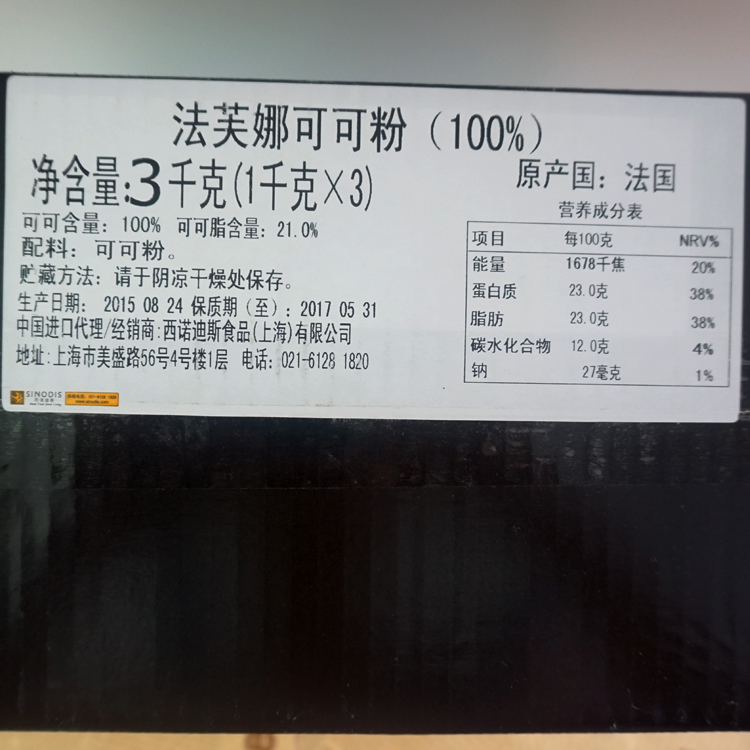 法芙娜可可粉（100%）
净含量:3千克(1千克×3)
原产国：法国
可可含量：100% 可可脂含量：21.0%
配料：可可粉。
贮藏方法：请于阴凉干燥处保存。
生产日期：2015 08 24 保质期（至）：2017 05 31
中国进口代理/经销商:西诺迪斯食品(上海)有限公司
地址:上海市美盛路56号4号楼1层 电话：021-6128 1820
营养成分表
项目 每100克 NRV%
能量 1678千焦 20%
蛋白质 23.0克 38%
脂肪 23.0克 38%
碳水化合物 12.0克 4%
钠 27毫克 1%
SINODIS